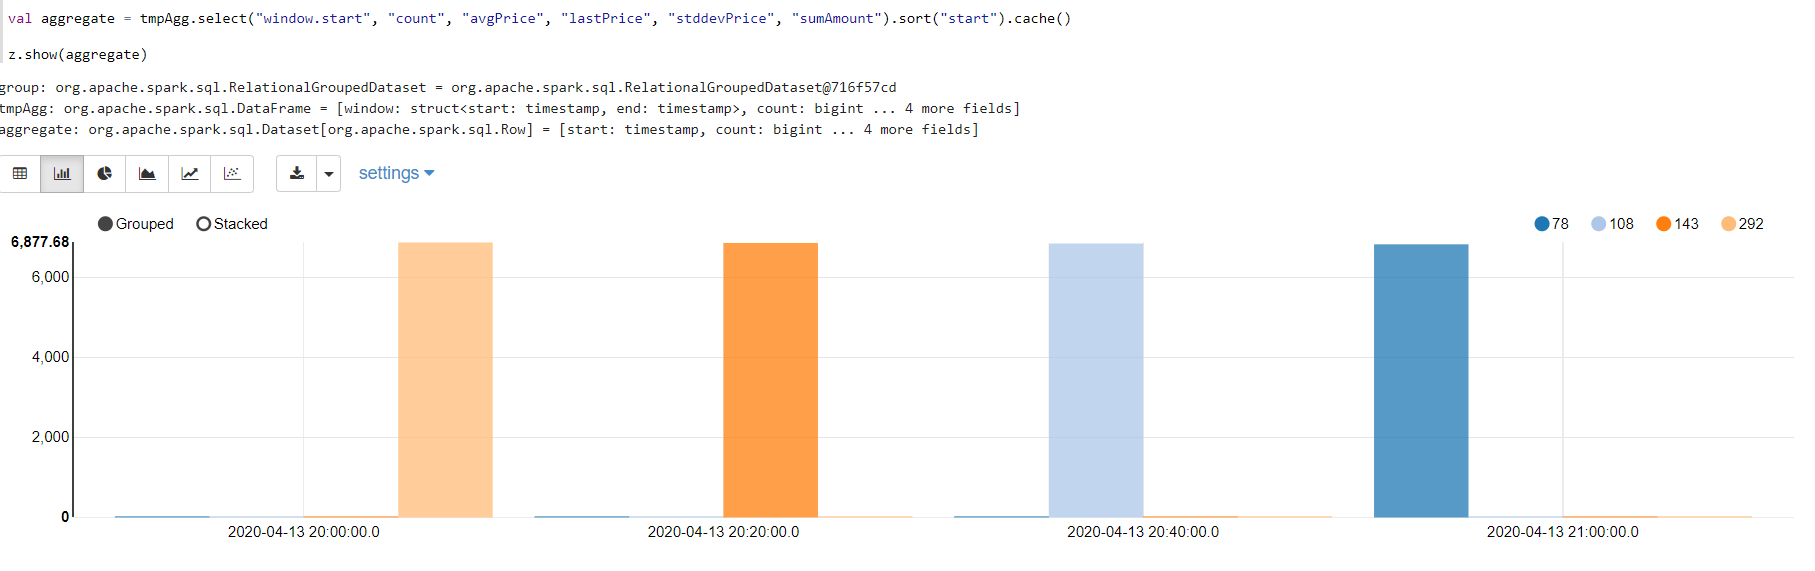 val aggregate = tmpAgg.select("window.start", "count", "avgPrice", "lastPrice", "stddevPrice", "sumAmount").sort("start").cache()
z.show(aggregate)
group: org.apache.spark.sql.RelationalGroupedDataset = org.apache.spark.sql.RelationalGroupedDataset@716f57cd
tmpAgg: org.apache.spark.sql.DataFrame = [window: struct<start: timestamp, end: timestamp>, count: bigint ... 4 more fields]
aggregate: org.apache.spark.sql.Dataset[org.apache.spark.sql.Row] = [start: timestamp, count: bigint ... 4 more fields]
settings
Grouped Stacked 78 108 143 292
6,877.68
6,000
4,000
2,000
0
2020-04-13 20:00:00.0 2020-04-13 20:20:00.0 2020-04-13 20:40:00.0 2020-04-13 21:00:00.0